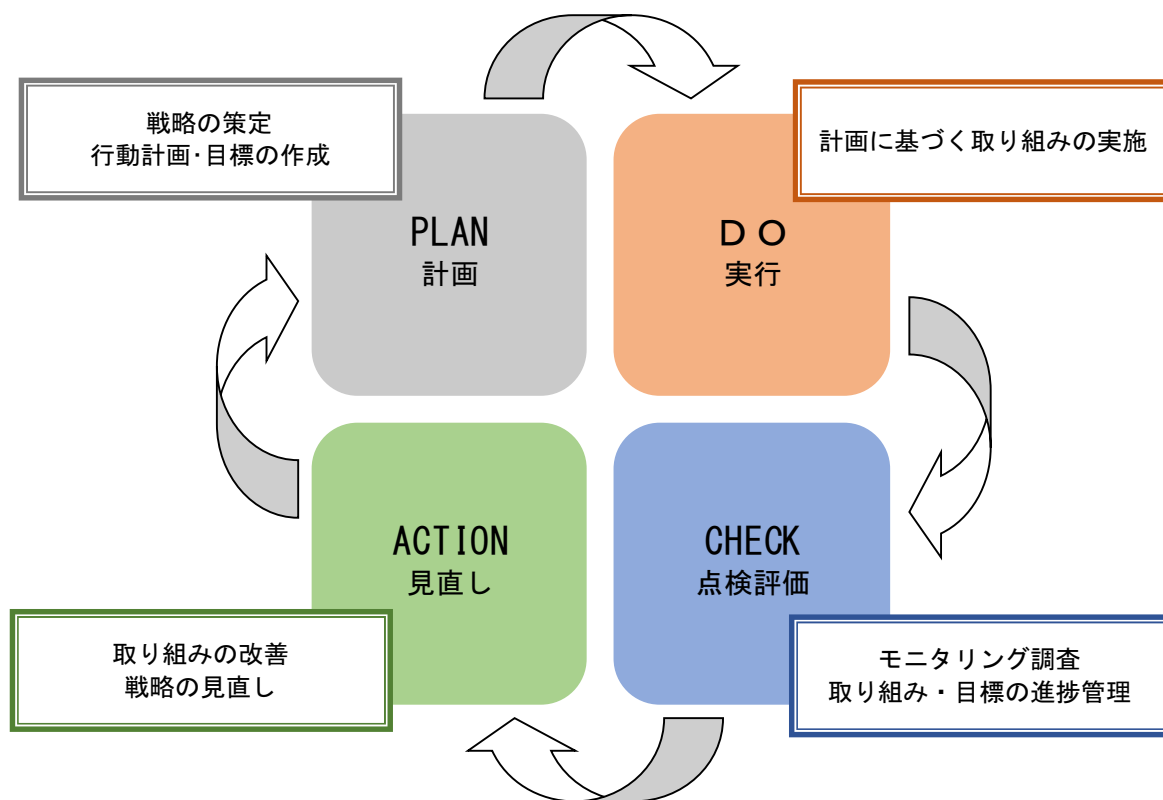 戦略の策定
行動計画･目標の作成
PLAN
計画
計画に基づく取り組みの実施
ＤＯ
実行
CHECK
点検評価
モニタリング調査
取り組み・目標の進捗管理
ACTION
見直し
取り組みの改善
戦略の見直し